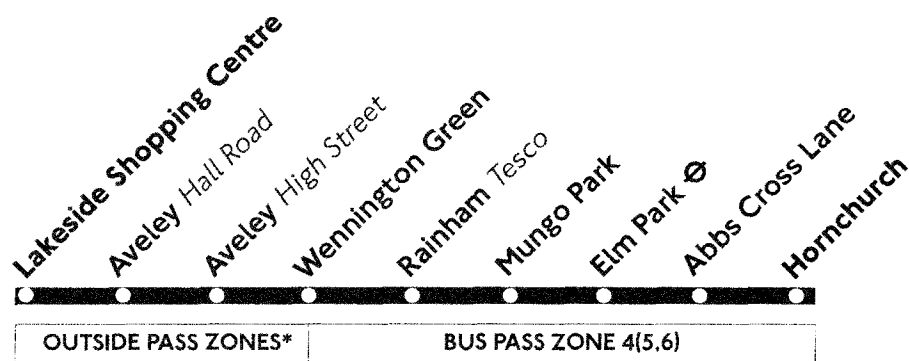 Lakeside Shopping Centre
Aveley Hall Road
Aveley High Street
Wennington Green
Rainham Tesco
Mungo Park
Elm Park
Abbs Cross Lane
Hornchurch
OUTSIDE PASS ZONES*
BUS PASS ZONE 4(5,6)